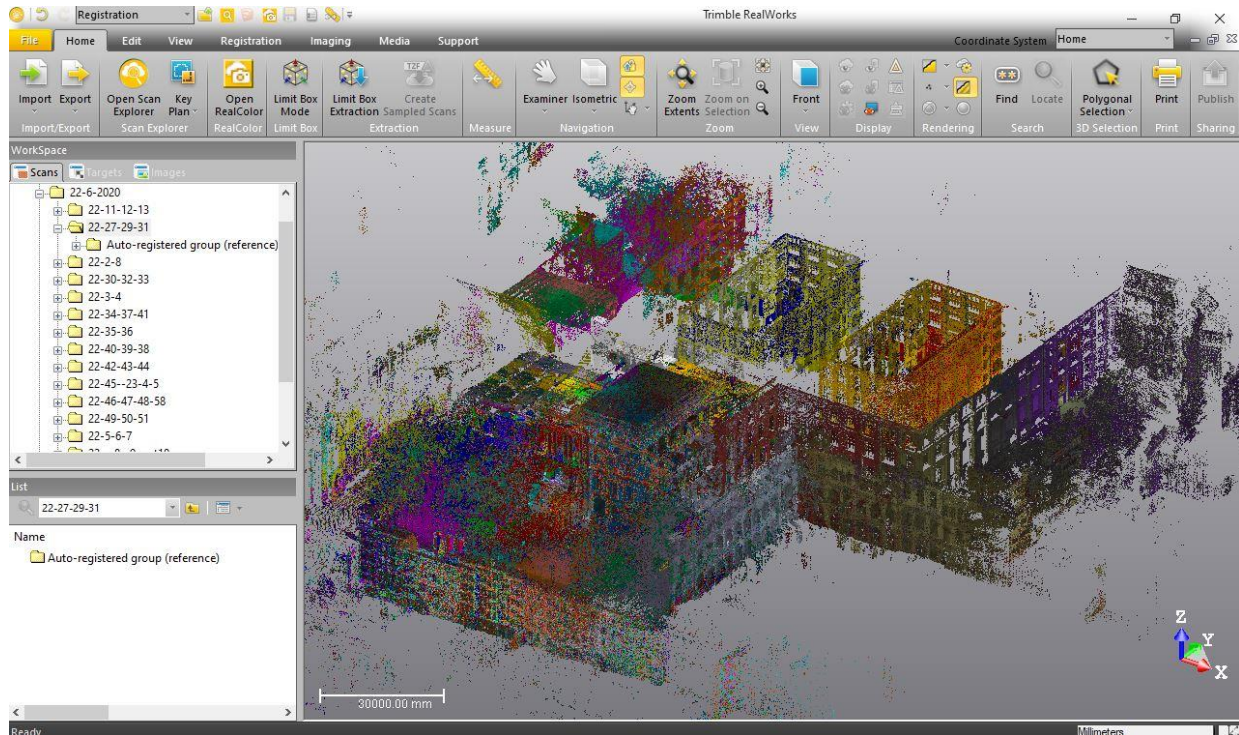 Registration
Trimble RealWorks
File Home Edit View Registration Imaging Media Support
Coordinate System Home
Import Export
Open Scan Explorer
Key Plan
Open RealColor
Limit Box Mode
Limit Box Extraction
Create Sampled Scans
Examiner Isometric
Zoom Extents
Zoom on Selection
Front
Find Locate
Polygonal Selection
Print
Publish
Import/Export Scan Explorer RealColor Limit Box Extraction Measure Navigation Zoom View Display Rendering Search 3D Selection Print Sharing
WorkSpace
Scans Targets Images
22-6-2020
22-11-12-13
22-27-29-31
Auto-registered group (reference)
22-2-8
22-30-32-33
22-3-4
22-34-37-41
22-35-36
22-40-39-38
22-42-43-44
22-45--23-4-5
22-46-47-48-58
22-49-50-51
22-5-6-7
List
22-27-29-31
Name
Auto-registered group (reference)
Z
Y
X
30000.00 mm
Ready
Millimeters